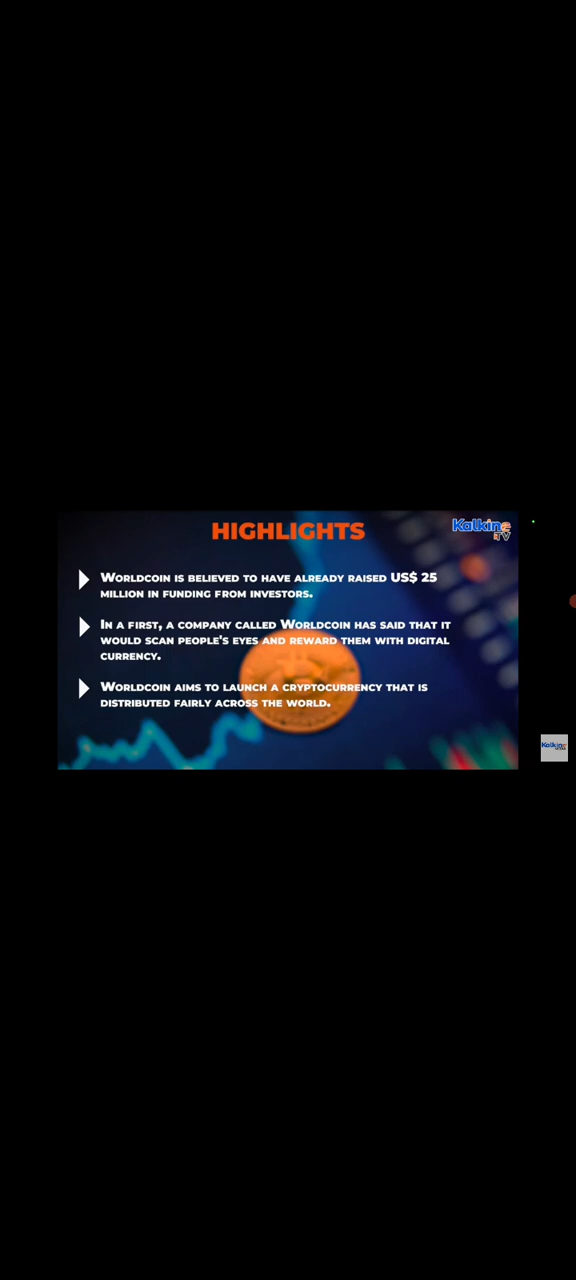 HIGHLIGHTS
Kalkine
TV
WORLDCOIN IS BELIEVED TO HAVE ALREADY RAISED US$ 25
MILLION IN FUNDING FROM INVESTORS.
IN A FIRST, A COMPANY CALLED WORLDCOIN HAS SAID THAT IT
WOULD SCAN PEOPLE'S EYES AND REWARD THEM WITH DIGITAL
CURRENCY.
WORLDCOIN AIMS TO LAUNCH A CRYPTOCURRENCY THAT IS
DISTRIBUTED FAIRLY ACROSS THE WORLD.
Kalkine